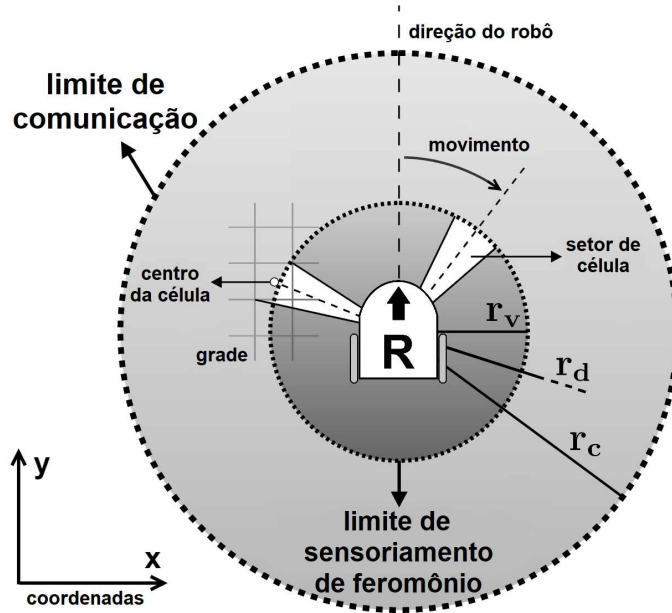 direção do robô
limite de
comunicação
movimento
setor de
célula
centro
da célula
grade
R
r_v
r_d
r_c
y
x
coordenadas
limite de
sensoriamento
de feromônio